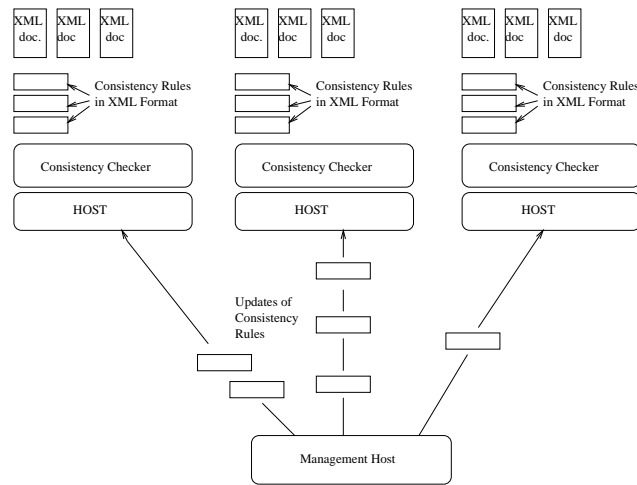 XML doc.
XML doc
XML doc
XML doc.
XML doc
XML doc
XML doc.
XML doc
XML doc
Consistency Rules
in XML Format
Consistency Rules
in XML Format
Consistency Rules
in XML Format
Consistency Checker
Consistency Checker
Consistency Checker
HOST
HOST
HOST
Updates of
Consistency
Rules
Management Host